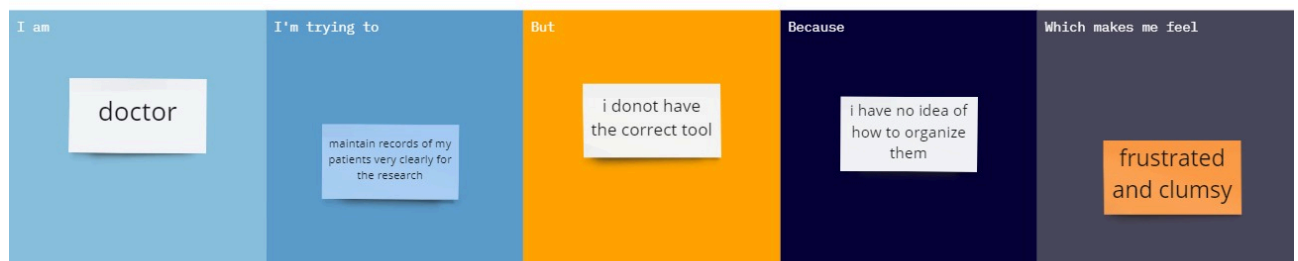 I am
doctor
I'm trying to
maintain records of my
patients very clearly for
the research
But
i donot have
the correct tool
Because
i have no idea of
how to organize
them
Which makes me feel
frustrated
and clumsy